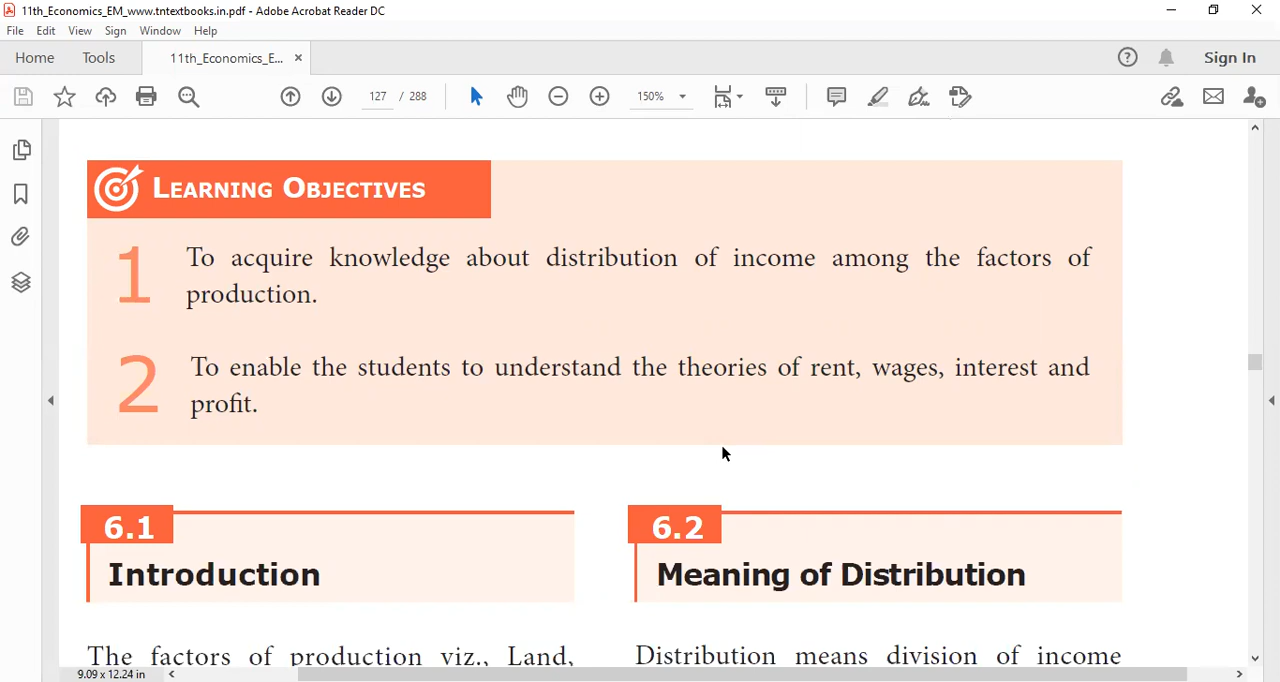 11th_Economics_EM_www.tntextbooks.in.pdf - Adobe Acrobat Reader DC
File Edit View Sign Window Help
Home Tools 11th_Economics_E... × Sign In
127 / 288 150%
LEARNING OBJECTIVES
1 To acquire knowledge about distribution of income among the factors of
production.
2 To enable the students to understand the theories of rent, wages, interest and
profit.
6.1
Introduction
The factors of production viz., Land,
6.2
Meaning of Distribution
Distribution means division of income
9.09 x 12.24 in